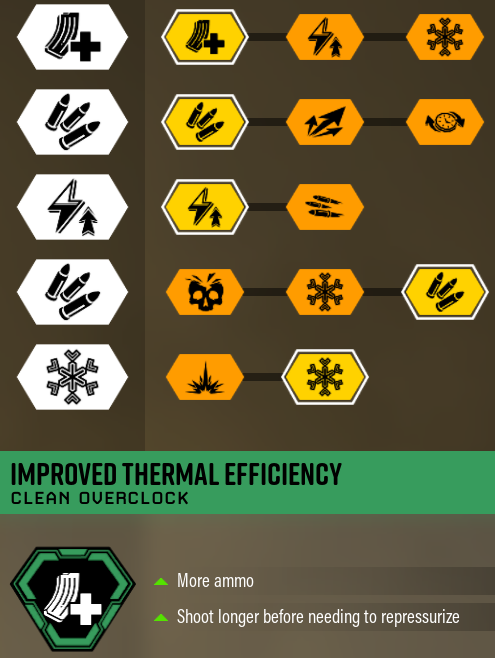 IMPROVED THERMAL EFFICIENCY
CLEAN OVERCLOCK
More ammo
Shoot longer before needing to repressurize